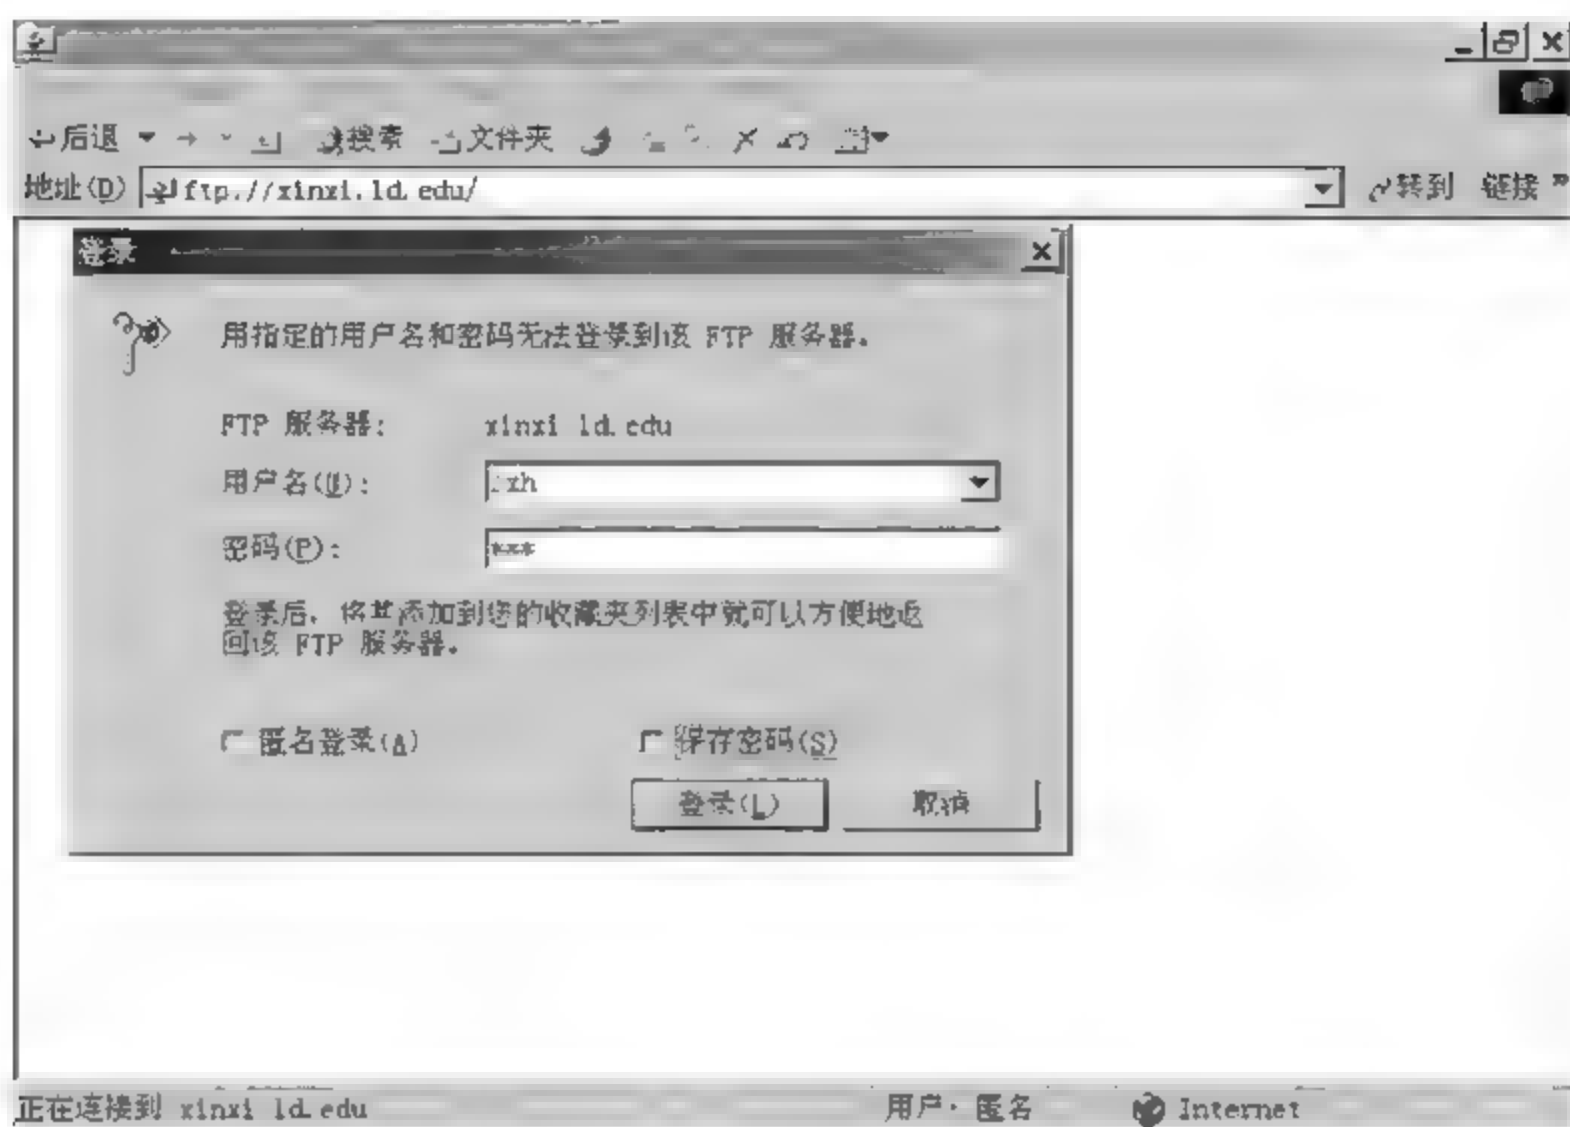 后退 搜索 文件夹
地址(D) ftp://xinxi.ld.edu/ 转到 链接 »
登录
用指定的用户名和密码无法登录到该 FTP 服务器。
FTP 服务器: xinxi.ld.edu
用户名(U):
密码(P): ***
登录后,将其添加到您的收藏夹列表中就可以方便地返
回该 FTP 服务器。
匿名登录(A) 保存密码(S)
登录(L) 取消
正在连接到 xinxi.ld.edu 用户: 匿名 Internet